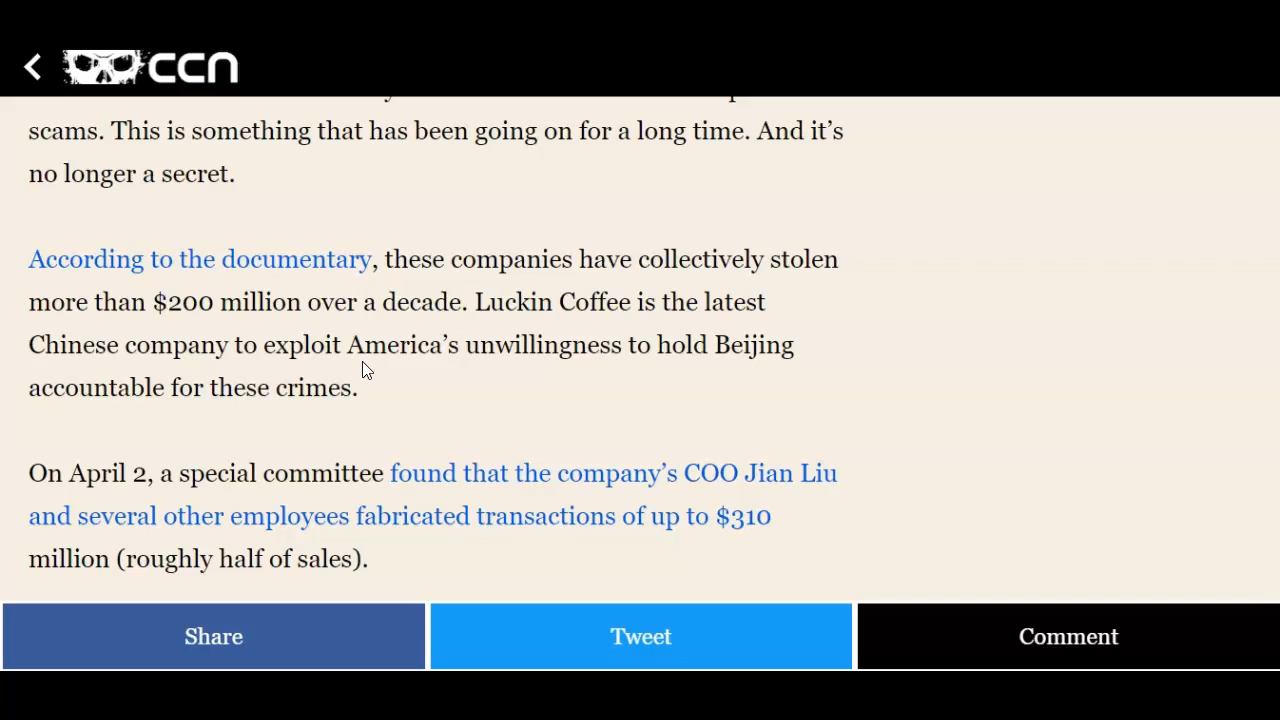 CCN
scams. This is something that has been going on for a long time. And it’s
no longer a secret.
According to the documentary, these companies have collectively stolen
more than $200 million over a decade. Luckin Coffee is the latest
Chinese company to exploit America’s unwillingness to hold Beijing
accountable for these crimes.
On April 2, a special committee found that the company’s COO Jian Liu
and several other employees fabricated transactions of up to $310
million (roughly half of sales).
Share
Tweet
Comment